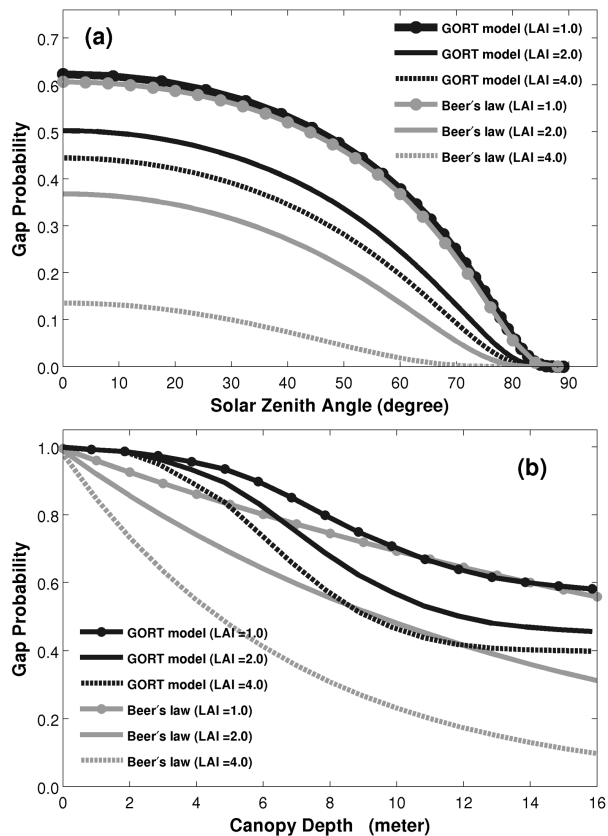 (a)
GORT model (LAI =1.0)
GORT model (LAI =2.0)
GORT model (LAI =4.0)
Beer's law (LAI =1.0)
Beer's law (LAI =2.0)
Beer's law (LAI =4.0)
Gap Probability
0.7
0.6
0.5
0.4
0.3
0.2
0.1
0.0
0 10 20 30 40 50 60 70 80 90
Solar Zenith Angle (degree)
(b)
Gap Probability
1.0
0.8
0.6
0.4
0.2
0.0
GORT model (LAI =1.0)
GORT model (LAI =2.0)
GORT model (LAI =4.0)
Beer's law (LAI =1.0)
Beer's law (LAI =2.0)
Beer's law (LAI =4.0)
0 2 4 6 8 10 12 14 16
Canopy Depth (meter)